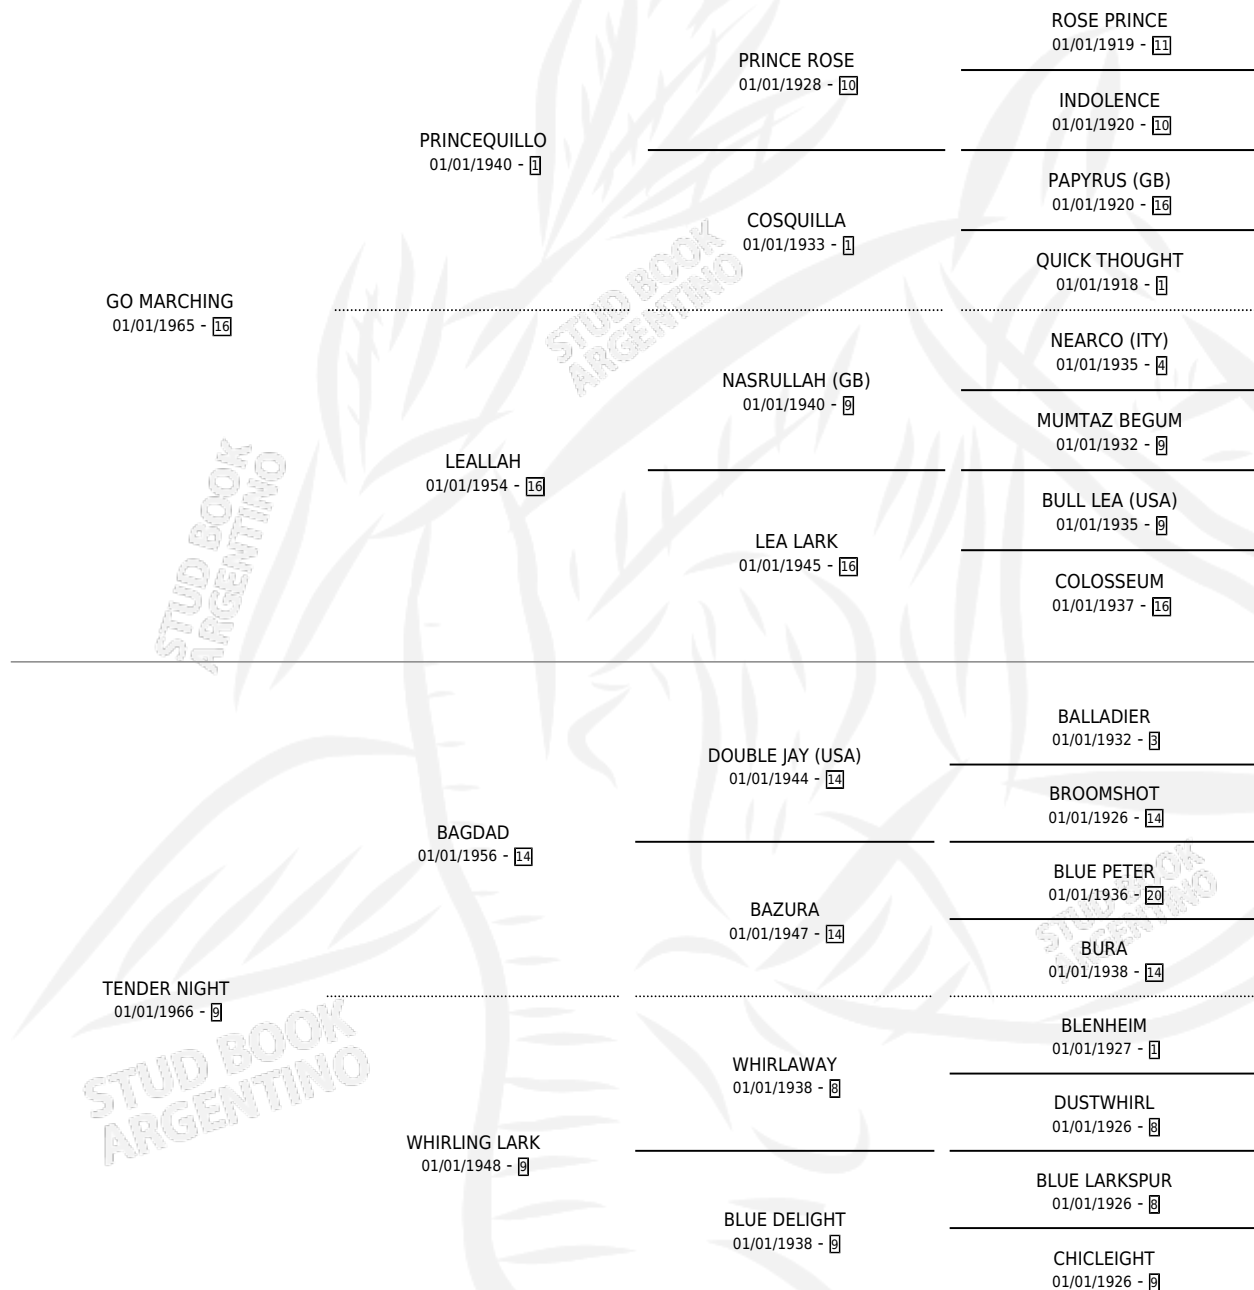 ROSE PRINCE
01/01/1919 - 11
PRINCE ROSE
01/01/1928 - 10
INDOLENCE
01/01/1920 - 10
PRINCEQUILLO
01/01/1940 - 1
PAPYRUS (GB)
01/01/1920 - 16
COSQUILLA
01/01/1933 - 1
QUICK THOUGHT
01/01/1918 - 1
GO MARCHING
01/01/1965 - 16
STUD BOOK
ARGENTINO
NEARCO (ITY)
01/01/1935 - 4
NASRULLAH (GB)
01/01/1940 - 9
MUMTAZ BEGUM
01/01/1932 - 9
LEALLAH
01/01/1954 - 16
BULL LEA (USA)
01/01/1935 - 9
LEA LARK
01/01/1945 - 16
COLOSSEUM
01/01/1937 - 16
STUD BOOK
ARGENTINO
BALLADIER
01/01/1932 - 3
DOUBLE JAY (USA)
01/01/1944 - 14
BROOMSHOT
01/01/1926 - 14
BAGDAD
01/01/1956 - 14
BLUE PETER
01/01/1936 - 20
BAZURA
01/01/1947 - 14
STUD BOOK
ARGENTINO
BURA
01/01/1938 - 14
TENDER NIGHT
01/01/1966 - 9
STUD BOOK
ARGENTINO
BLENHEIM
01/01/1927 - 1
WHIRLAWAY
01/01/1938 - 8
DUSTWHIRL
01/01/1926 - 8
WHIRLING LARK
01/01/1948 - 9
BLUE LARKSPUR
01/01/1926 - 8
BLUE DELIGHT
01/01/1938 - 9
CHICLEIGHT
01/01/1926 - 9